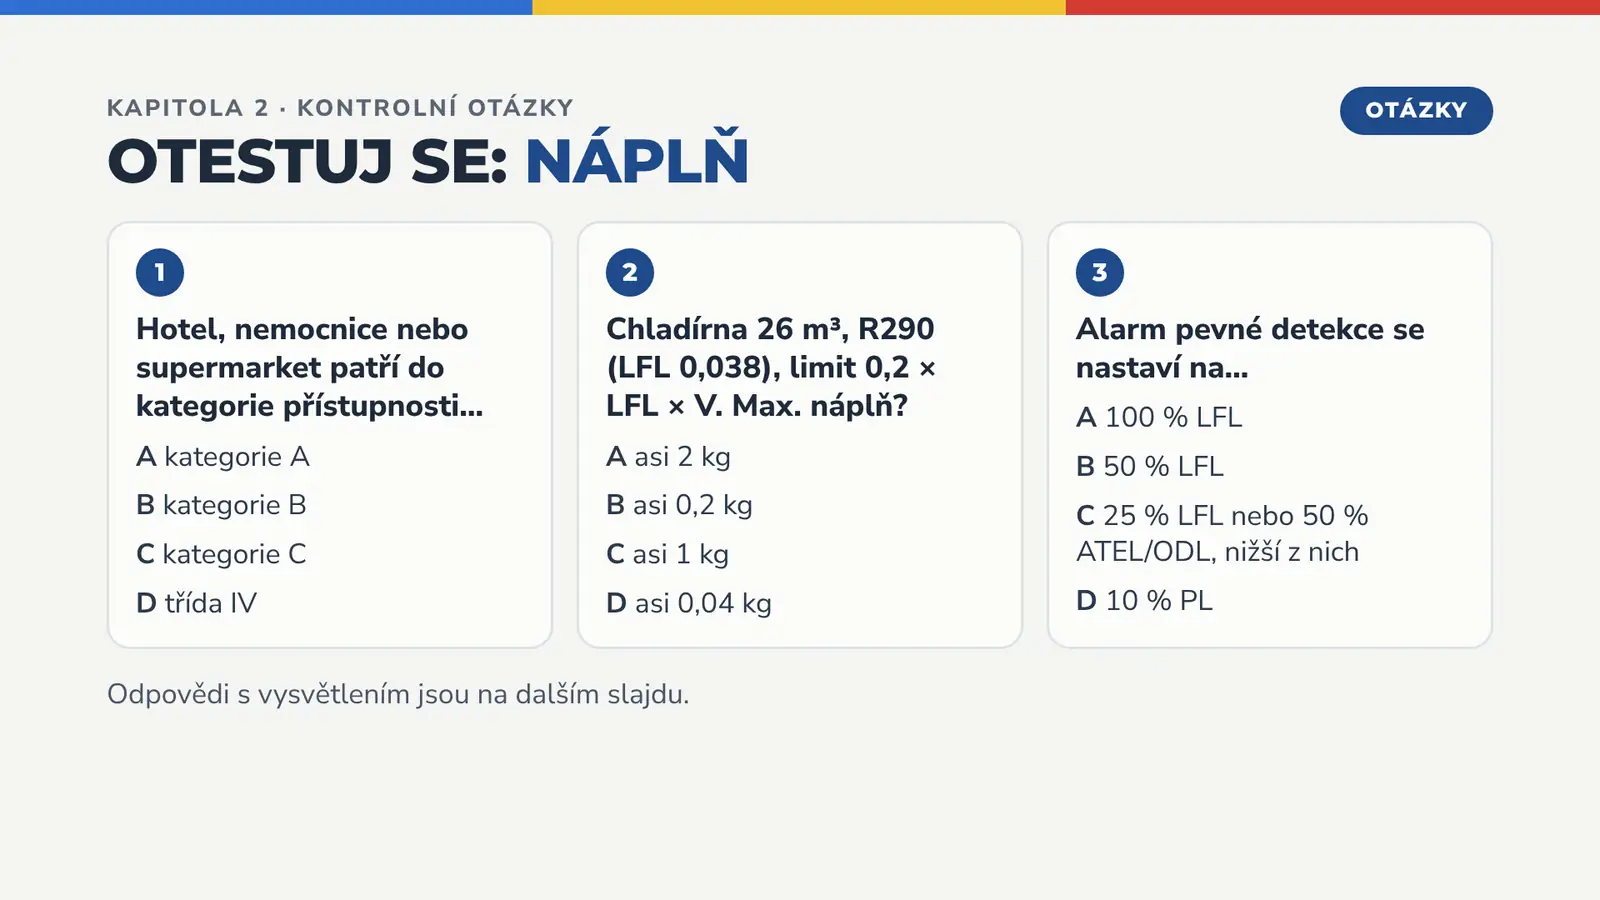 KAPITOLA 2 · KONTROLNÍ OTÁZKY
OTÁZKY
OTESTUJ SE: NÁPLŇ
1
Hotel, nemocnice nebo
supermarket patří do
kategorie přístupnosti...
A kategorie A
B kategorie B
C kategorie C
D třída IV
2
Chladírna 26 m³, R290
(LFL 0,038), limit 0,2 ×
LFL × V. Max. náplň?
A asi 2 kg
B asi 0,2 kg
C asi 1 kg
D asi 0,04 kg
3
Alarm pevné detekce se
nastaví na...
A 100 % LFL
B 50 % LFL
C 25 % LFL nebo 50 %
ATEL/ODL, nižší z nich
D 10 % PL
Odpovědi s vysvětlením jsou na dalším slajdu.